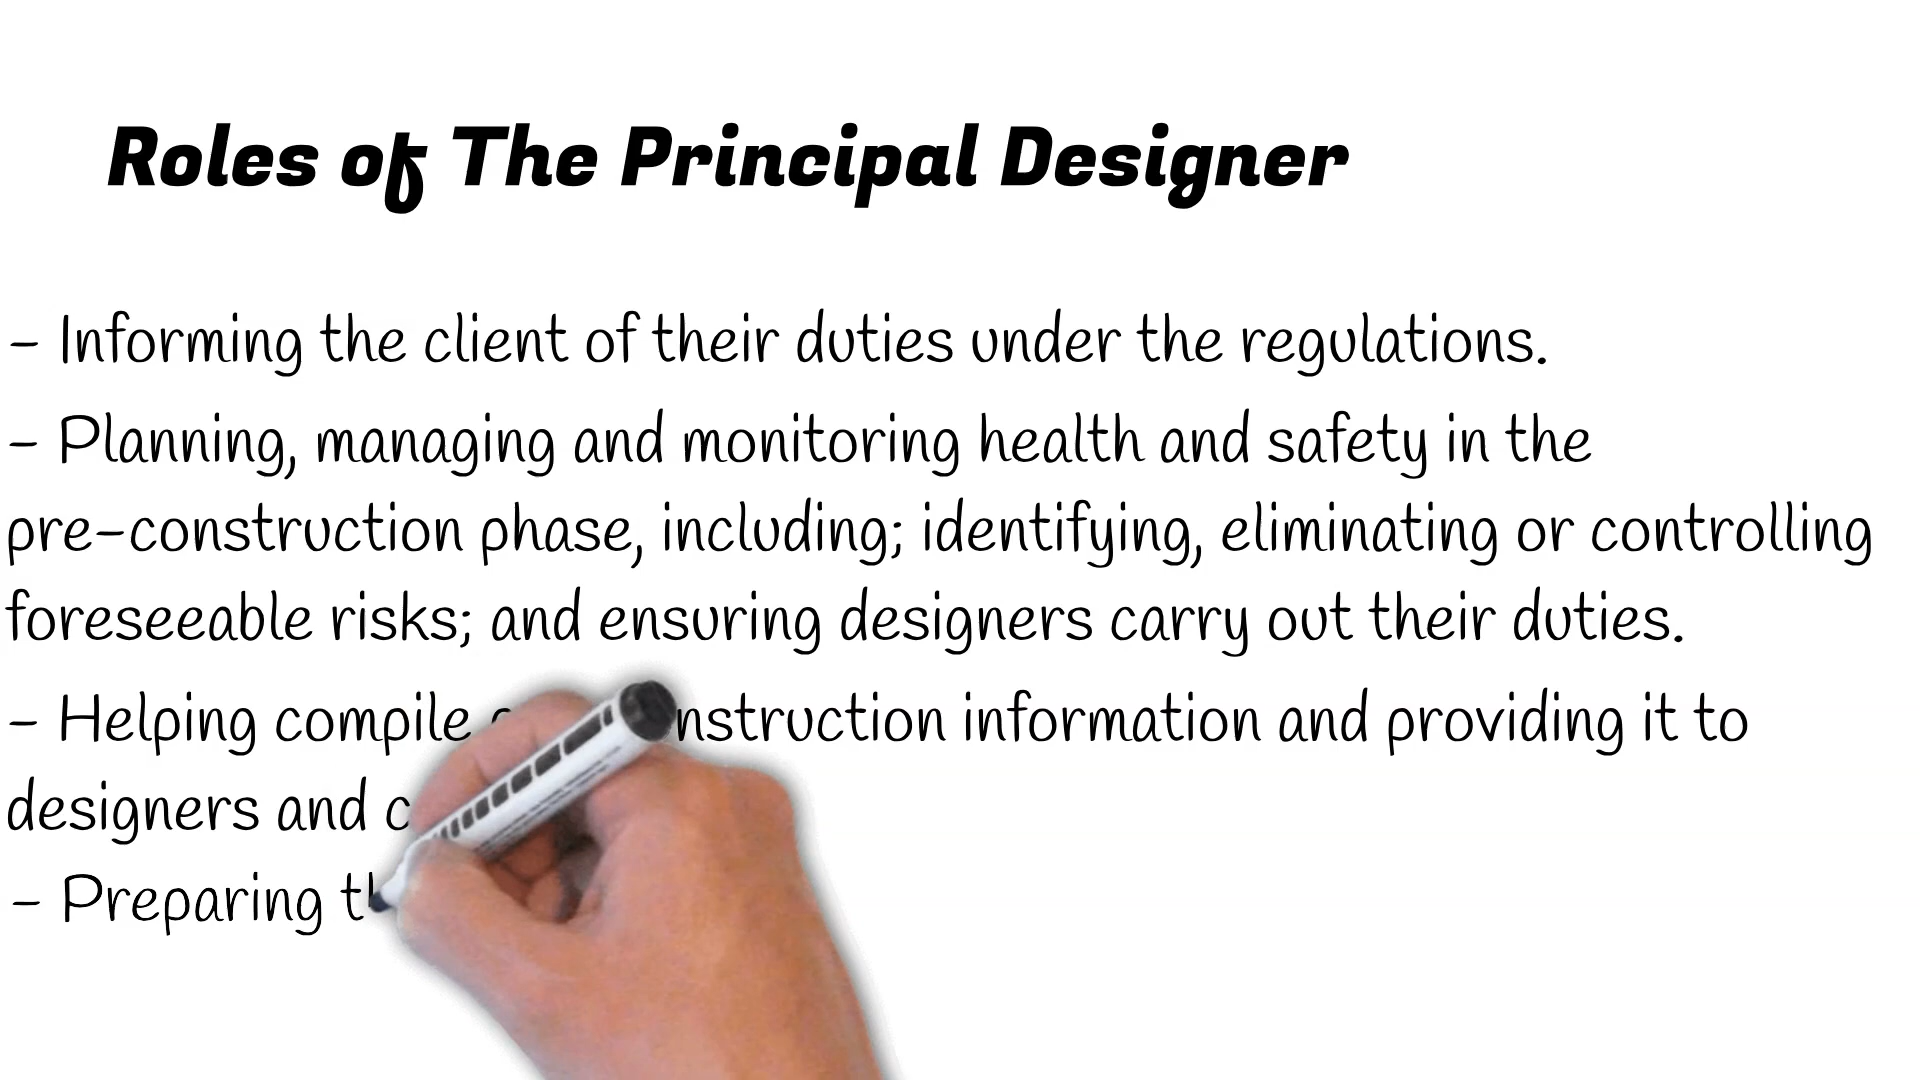 Roles of The Principal Designer
- Informing the client of their duties under the regulations.
- Planning, managing and monitoring health and safety in the
pre-construction phase, including; identifying, eliminating or controlling
foreseeable risks; and ensuring designers carry out their duties.
- Helping compile information and providing it to
designers and
- Preparing